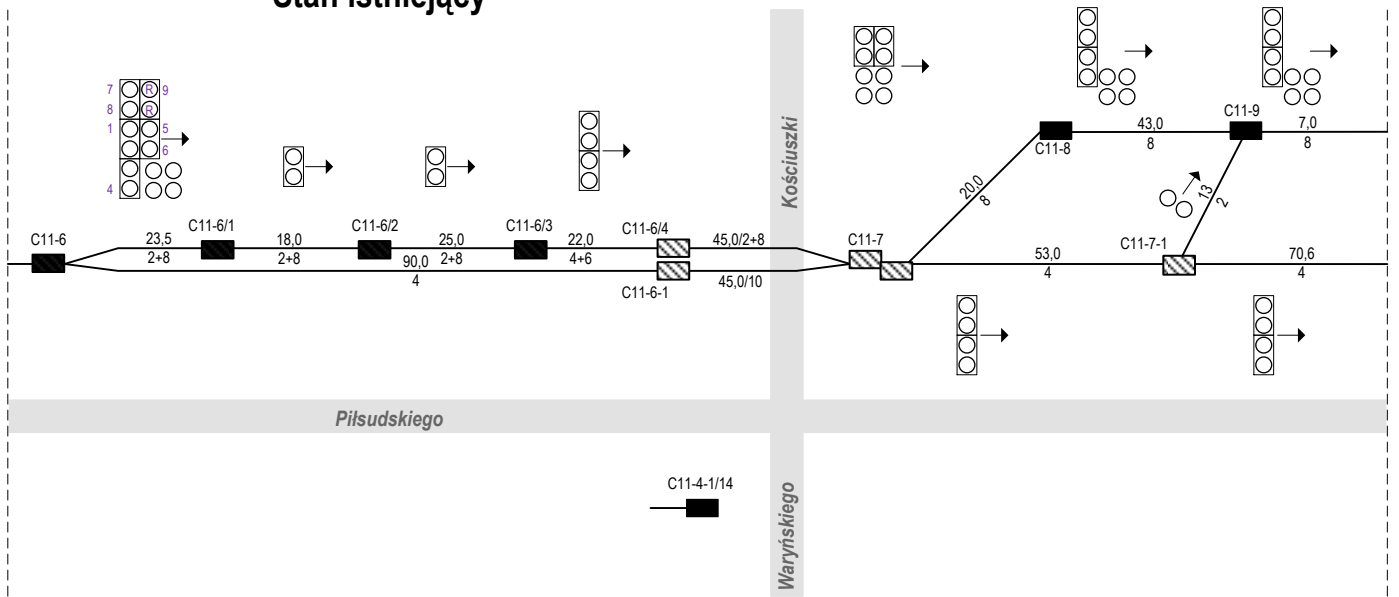 Stan istniejący
7 R 9
8 R
1 5
6
4
Kościuszki
C11-9
C11-8
43,0
8
7,0
8
20,0
8
13
2
C11-6
C11-6/1
C11-6/2
C11-6/3
C11-6/4
C11-7
C11-7-1
23,5
2+8
18,0
2+8
25,0
2+8
22,0
4+6
45,0/2+8
90,0
4
C11-6-1
45,0/10
53,0
4
70,6
4
Piłsudskiego
C11-4-1/14
Waryńskiego